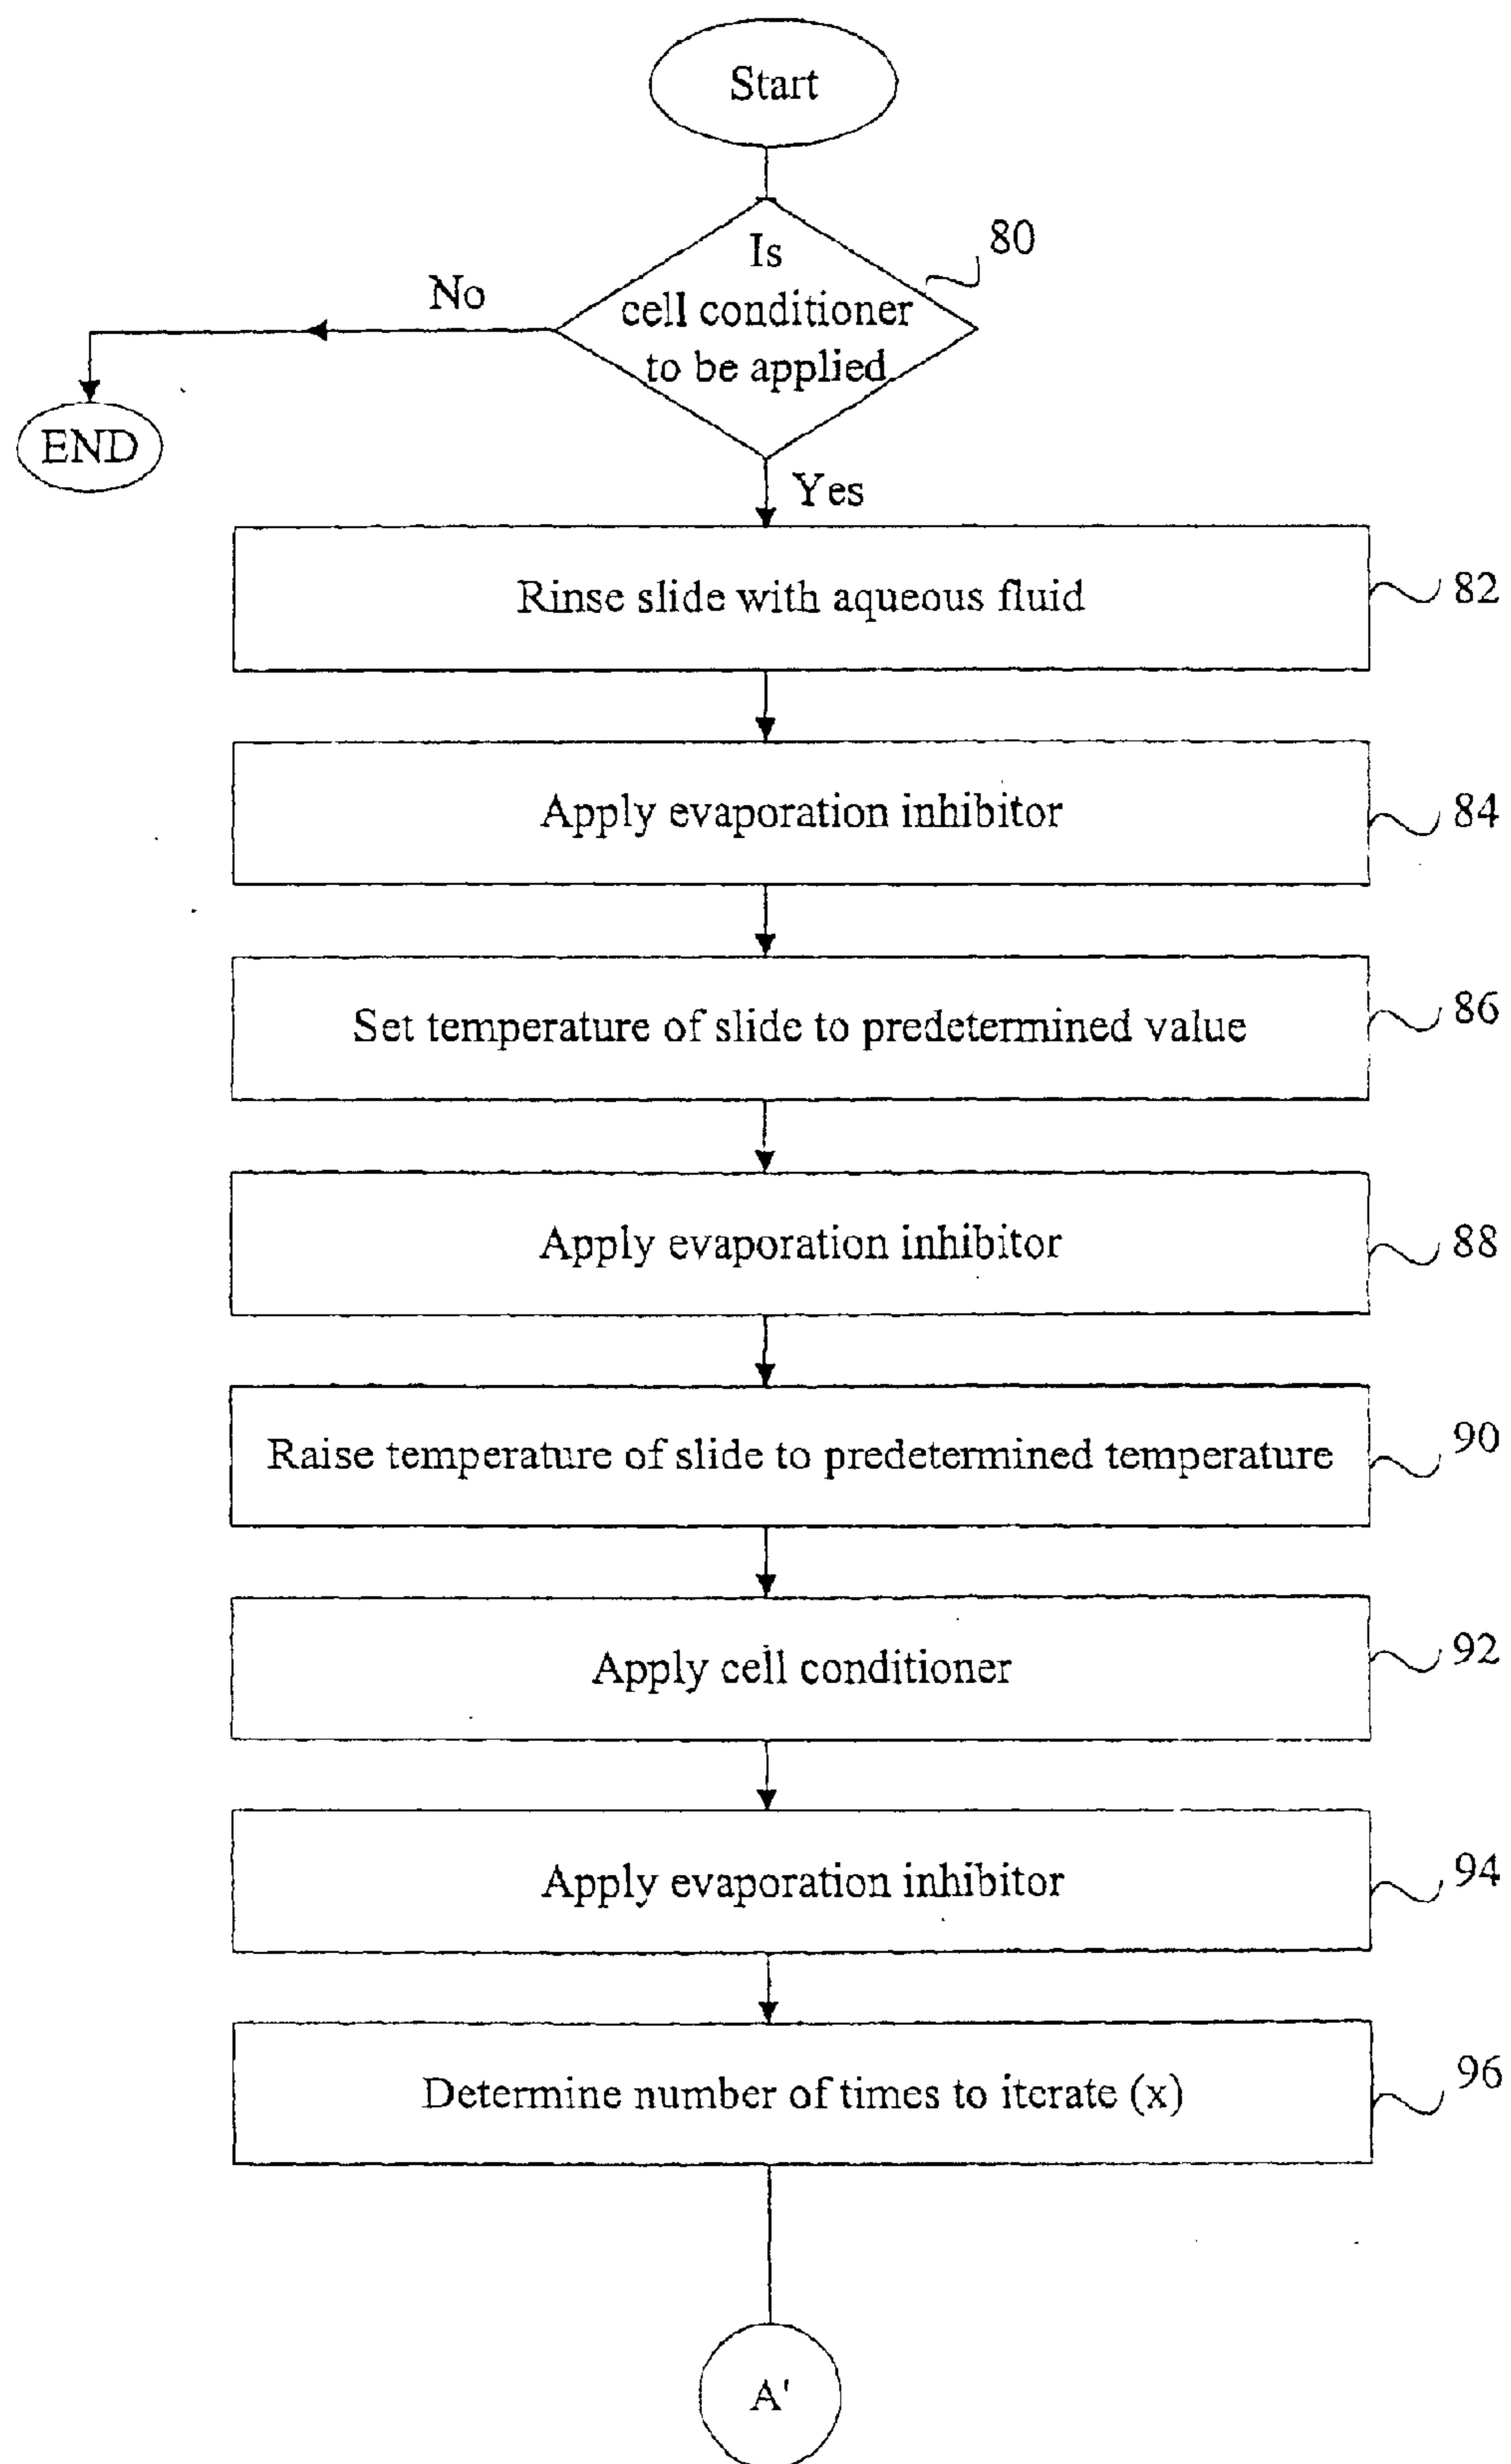 Start
Is
cell conditioner
to be applied
80
No
END
Yes
Rinse slide with aqueous fluid
82
Apply evaporation inhibitor
84
Set temperature of slide to predetermined value
86
Apply evaporation inhibitor
88
Raise temperature of slide to predetermined temperature
90
Apply cell conditioner
92
Apply evaporation inhibitor
94
Determine number of times to iterate (x)
96
A'